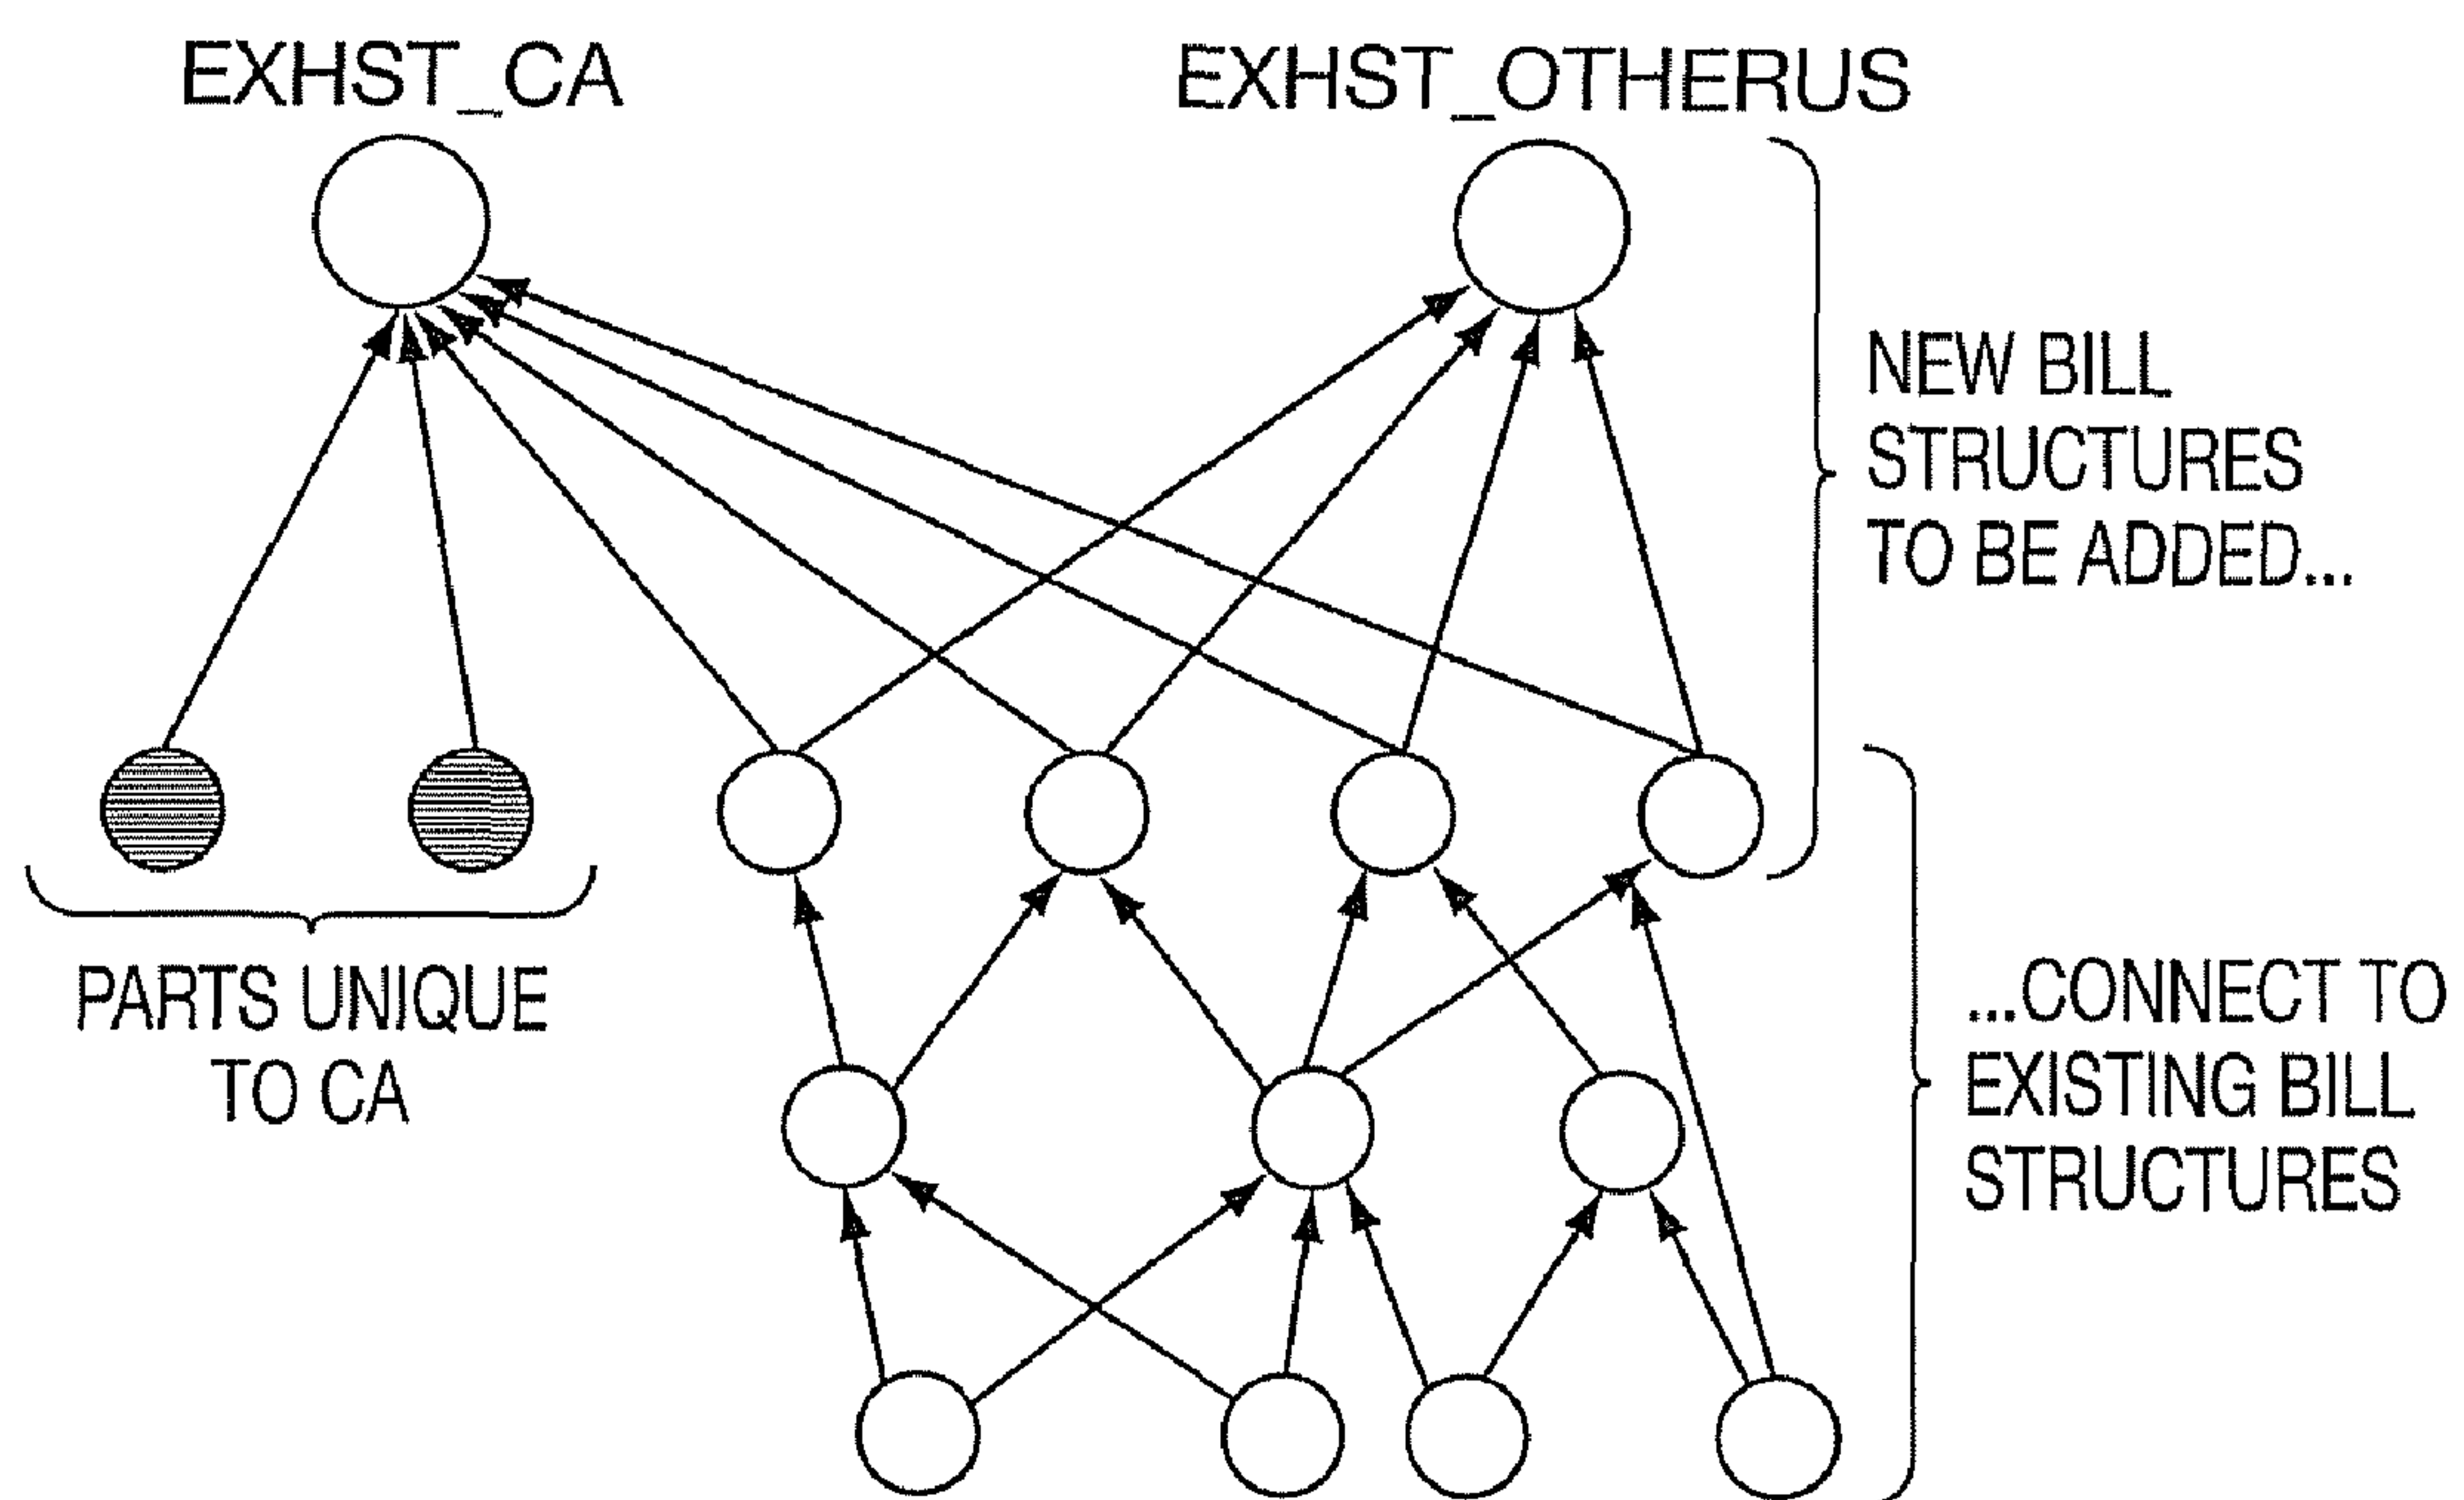 EXHST_CA
EXHST_OTHERUS
NEW BILL
STRUCTURES
TO BE ADDED...
PARTS UNIQUE
TO CA
...CONNECT TO
EXISTING BILL
STRUCTURES